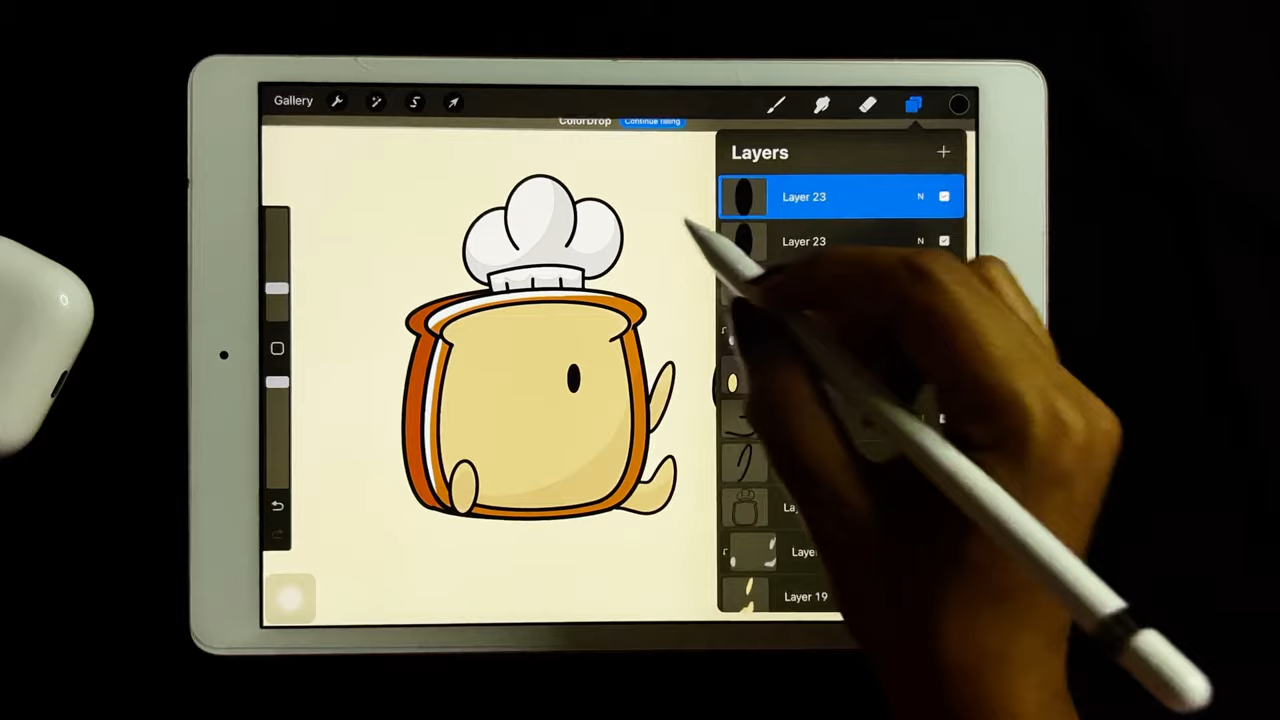 Gallery
ColorDrop Continue filling
Layers
Layer 23 N
Layer 23 N
Layer 19